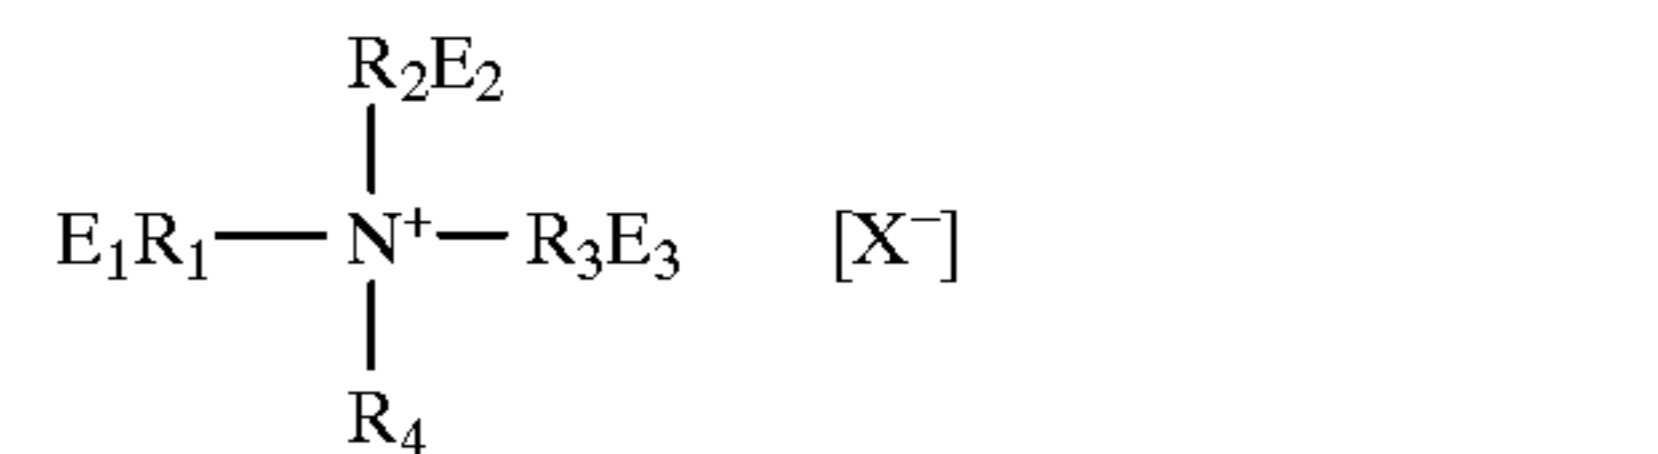 R₂E₂
E₁R₁ N⁺ R₃E₃ [X⁻]
R₄